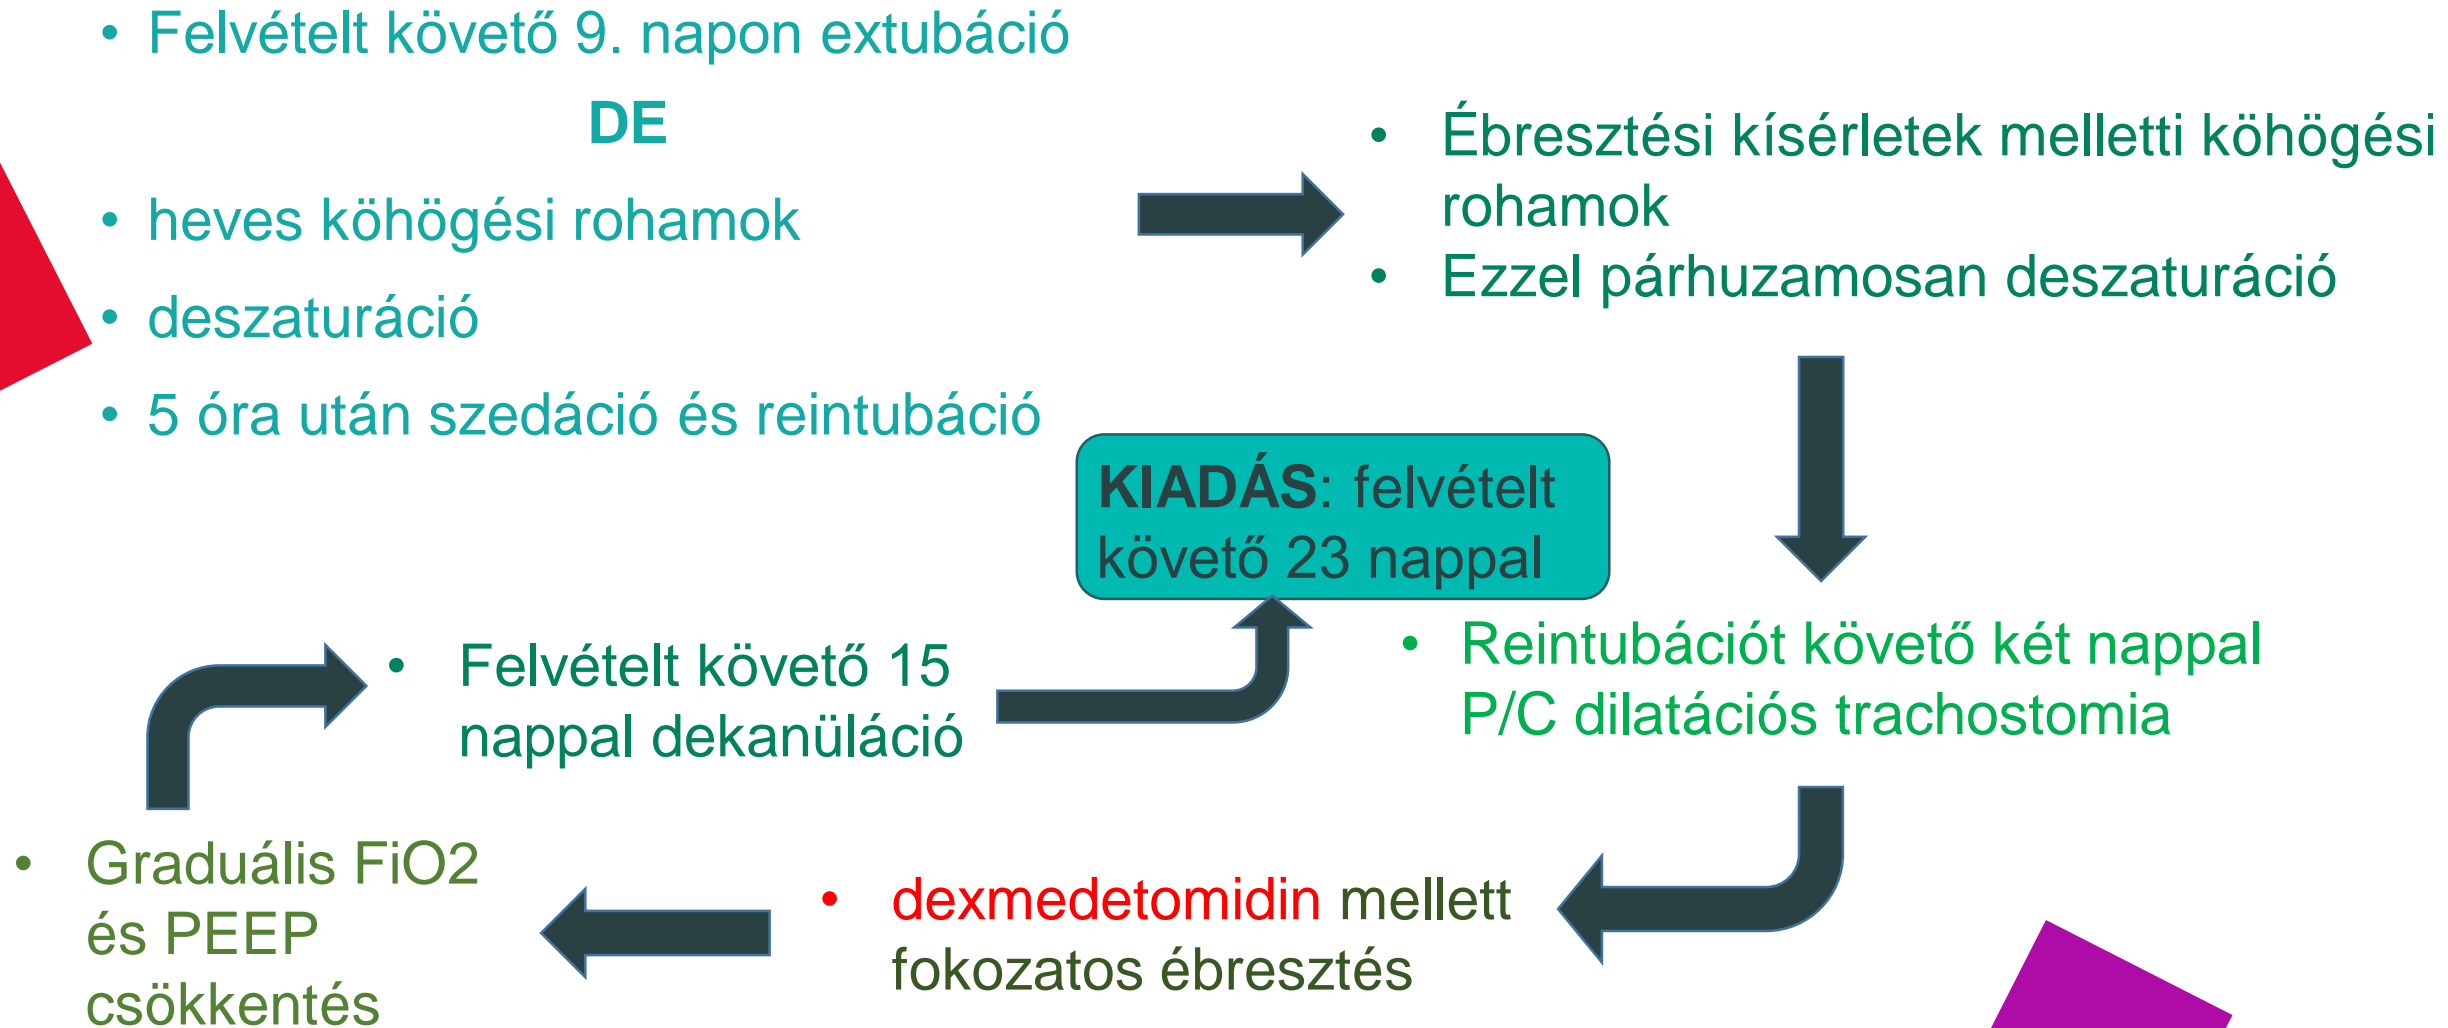 • Felvételt követő 9. napon extubáció
DE
• heves köhögési rohamok
• deszaturáció
• 5 óra után szedáció és reintubáció
• Ébresztési kísérletek melletti köhögési
rohamok
• Ezzel párhuzamosan deszaturáció
• Reintubációt követő két nappal
P/C dilatációs trachostomia
• dexmedetomidin mellett
fokozatos ébresztés
• Graduális FiO2
és PEEP
csökkentés
• Felvételt követő 15
nappal dekanüláció
KIADÁS: felvételt
követő 23 nappal